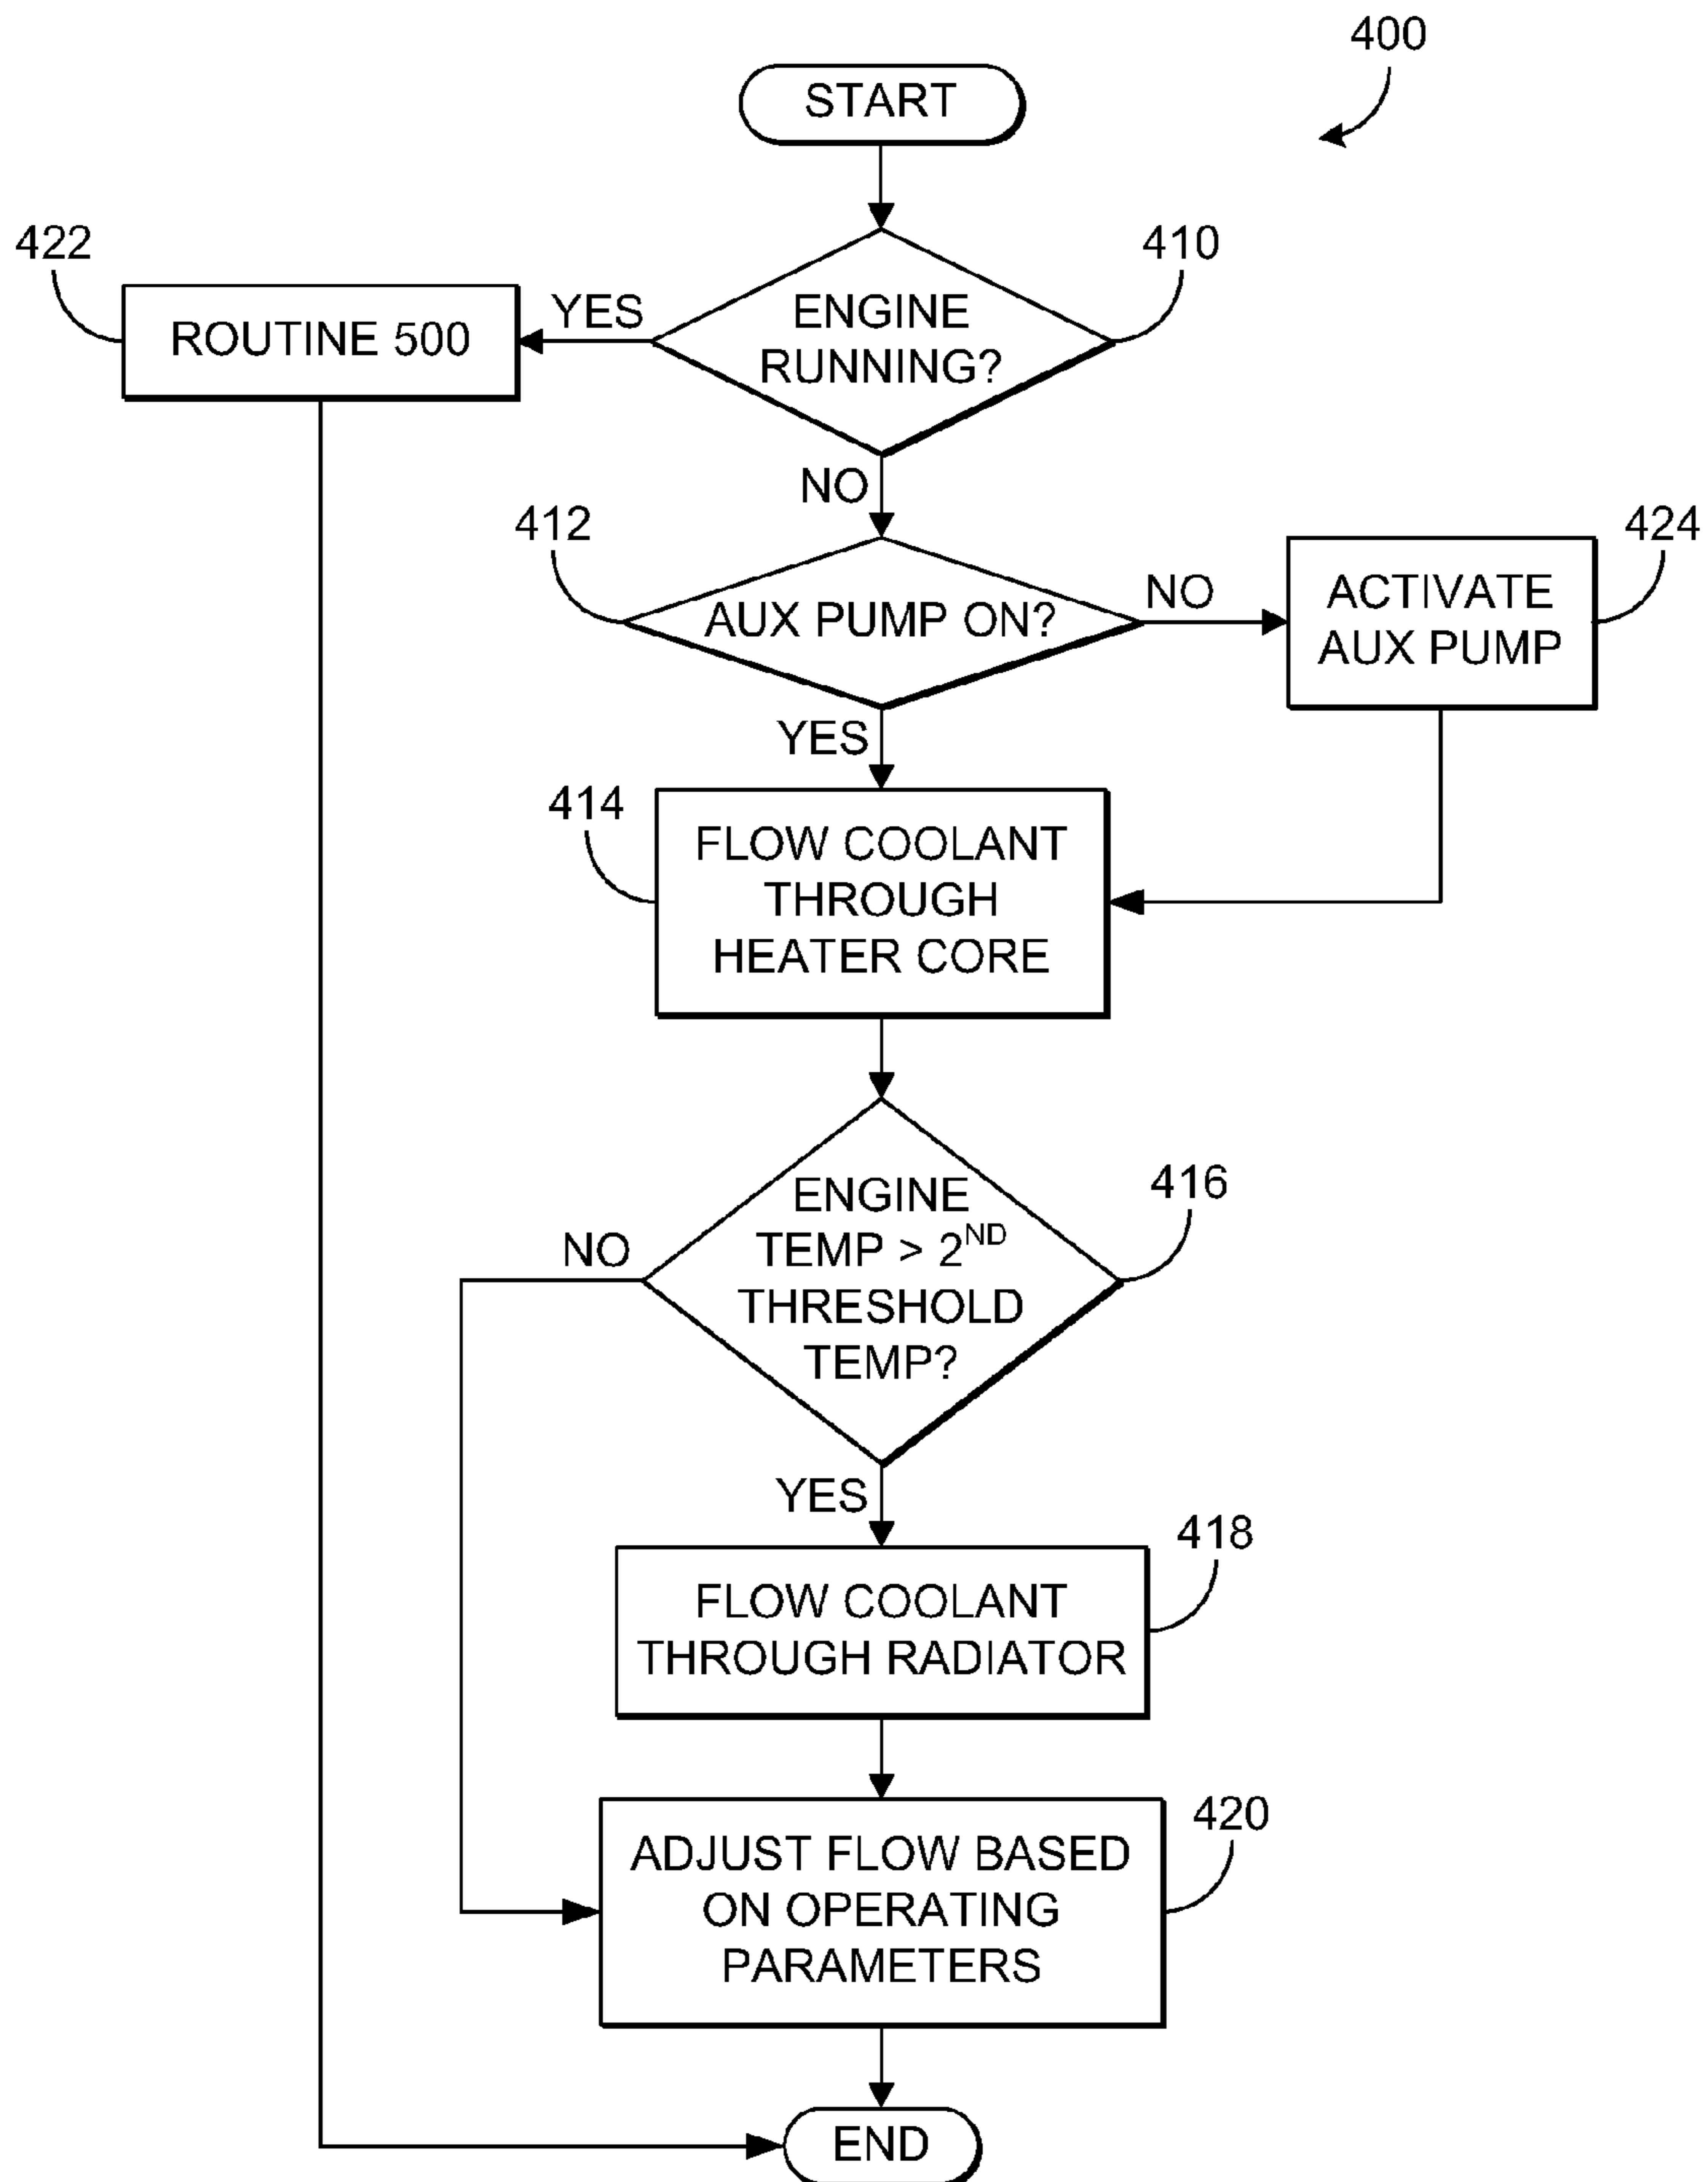 400
START
422
410
YES
ROUTINE 500
ENGINE
RUNNING?
NO
412
424
AUX PUMP ON?
NO
ACTIVATE
AUX PUMP
YES
414
FLOW COOLANT
THROUGH
HEATER CORE
416
NO
ENGINE
TEMP > 2ND
THRESHOLD
TEMP?
YES
418
FLOW COOLANT
THROUGH RADIATOR
420
ADJUST FLOW BASED
ON OPERATING
PARAMETERS
END